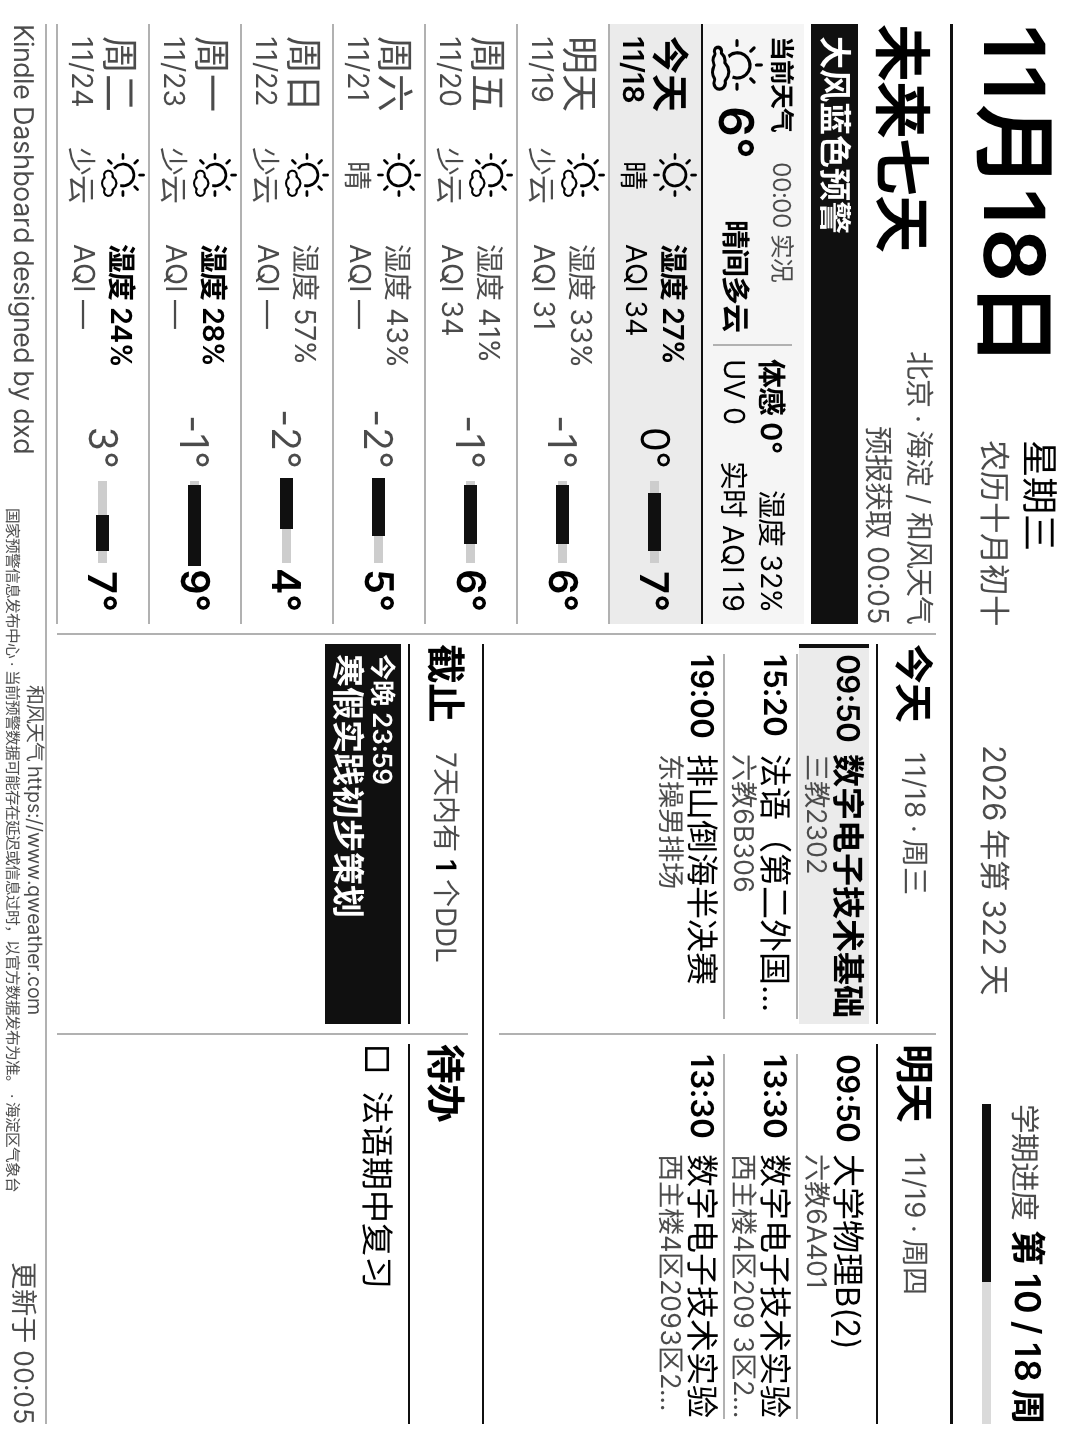 11月18日
星期三
农历十月初十
2026 年第 322 天
学期进度 第 10 / 18 周
未来七天
北京 · 海淀 / 和风天气
预报获取 00:05
大风蓝色预警
当前天气 00:00 实况
6° 晴间多云
体感 0° 湿度 32%
UV 0 实时 AQI 19
今天 湿度 27% 0° 7°
11/18 晴 AQI 34
明天 湿度 33% -1° 6°
11/19 少云 AQI 31
周五 湿度 41% -1° 6°
11/20 少云 AQI 34
周六 湿度 43% -2° 5°
11/21 晴 AQI —
周日 湿度 57% -2° 4°
11/22 少云 AQI —
周一 湿度 28% -1° 9°
11/23 少云 AQI —
周二 湿度 24% 3° 7°
11/24 少云 AQI —
今天 11/18 · 周三
09:50 数字电子技术基础
三教2302
15:20 法语（第二外国...
六教6B306
19:00 排山倒海半决赛
东操男排场
明天 11/19 · 周四
09:50 大学物理B(2)
六教6A401
13:30 数字电子技术实验
西主楼4区209 3区2...
13:30 数字电子技术实验
西主楼4区2093区2...
截止 7天内有 1 个DDL
今晚 23:59
寒假实践初步策划
待办
法语期中复习
Kindle Dashboard designed by dxd
和风天气 https://www.qweather.com
国家预警信息发布中心 · 当前预警数据可能存在延迟或信息过时，以官方数据发布为准。 · 海淀区气象台
更新于 00:05